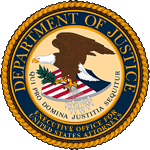 DEPARTMENT OF JUSTICE
QUI PRO DOMINA JUSTITIA SEQUITUR
EXECUTIVE OFFICE FOR
UNITED STATES ATTORNEYS